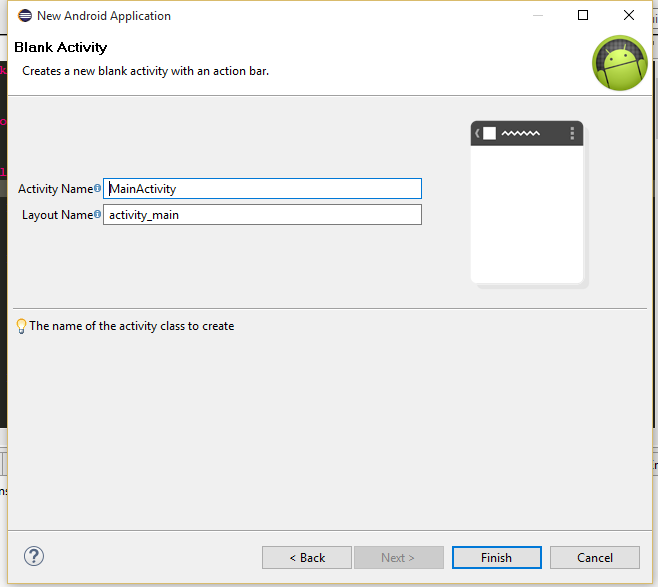 New Android Application
Blank Activity
Creates a new blank activity with an action bar.
Activity Name MainActivity
Layout Name activity_main
The name of the activity class to create
< Back Next > Finish Cancel